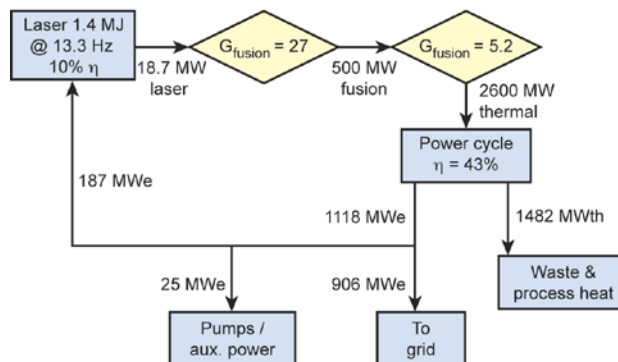 Laser 1.4 MJ
@ 13.3 Hz
10% η
18.7 MW
laser
G_fusion = 27
500 MW
fusion
G_fusion = 5.2
2600 MW
thermal
Power cycle
η = 43%
187 MWe
1118 MWe
1482 MWth
25 MWe
906 MWe
Waste &
process heat
Pumps /
aux. power
To
grid